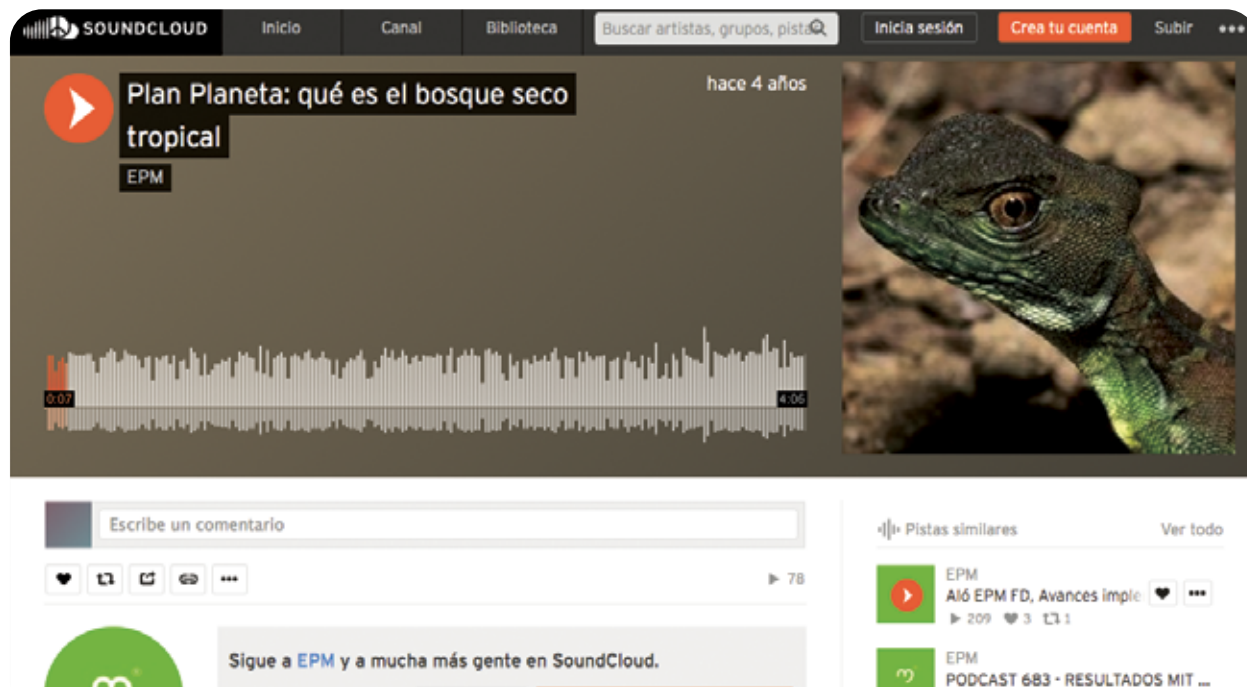 SOUNDCLOUD
Inicio
Canal
Biblioteca
Buscar artistas, grupos, pista
Inicia sesión
Crea tu cuenta
Subir
Plan Planeta: qué es el bosque seco
tropical
EPM
hace 4 años
0:07
4:06
Escribe un comentario
78
Sigue a EPM y a mucha más gente en SoundCloud.
Pistas similares
Ver todo
EPM
Aló EPM FD, Avances imple
209 3 1
EPM
PODCAST 683 - RESULTADOS MIT ...